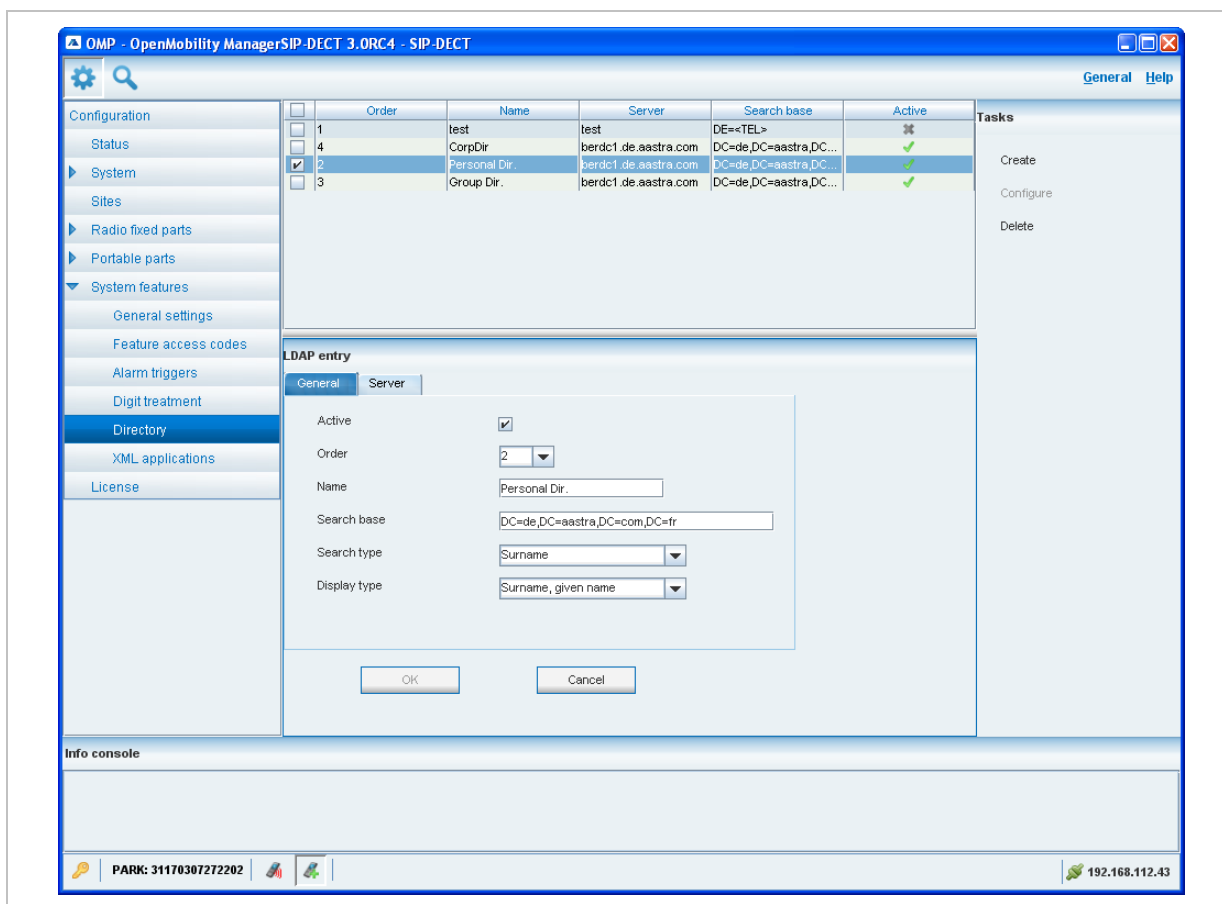 OMP - OpenMobility ManagerSIP-DECT 3.0RC4 - SIP-DECT
General Help
Configuration
Status
System
Sites
Radio fixed parts
Portable parts
System features
General settings
Feature access codes
Alarm triggers
Digit treatment
Directory
XML applications
License
Order Name Server Search base Active
1 test test DE=<TEL>
4 CorpDir berdc1.de.aastra.com DC=de,DC=aastra,DC...
2 Personal Dir. berdc1.de.aastra.com DC=de,DC=aastra,DC...
3 Group Dir. berdc1.de.aastra.com DC=de,DC=aastra,DC...
Tasks
Create
Configure
Delete
LDAP entry
General Server
Active
Order 2
Name Personal Dir.
Search base DC=de,DC=aastra,DC=com,DC=fr
Search type Surname
Display type Surname, given name
OK Cancel
Info console
PARK: 31170307272202
192.168.112.43